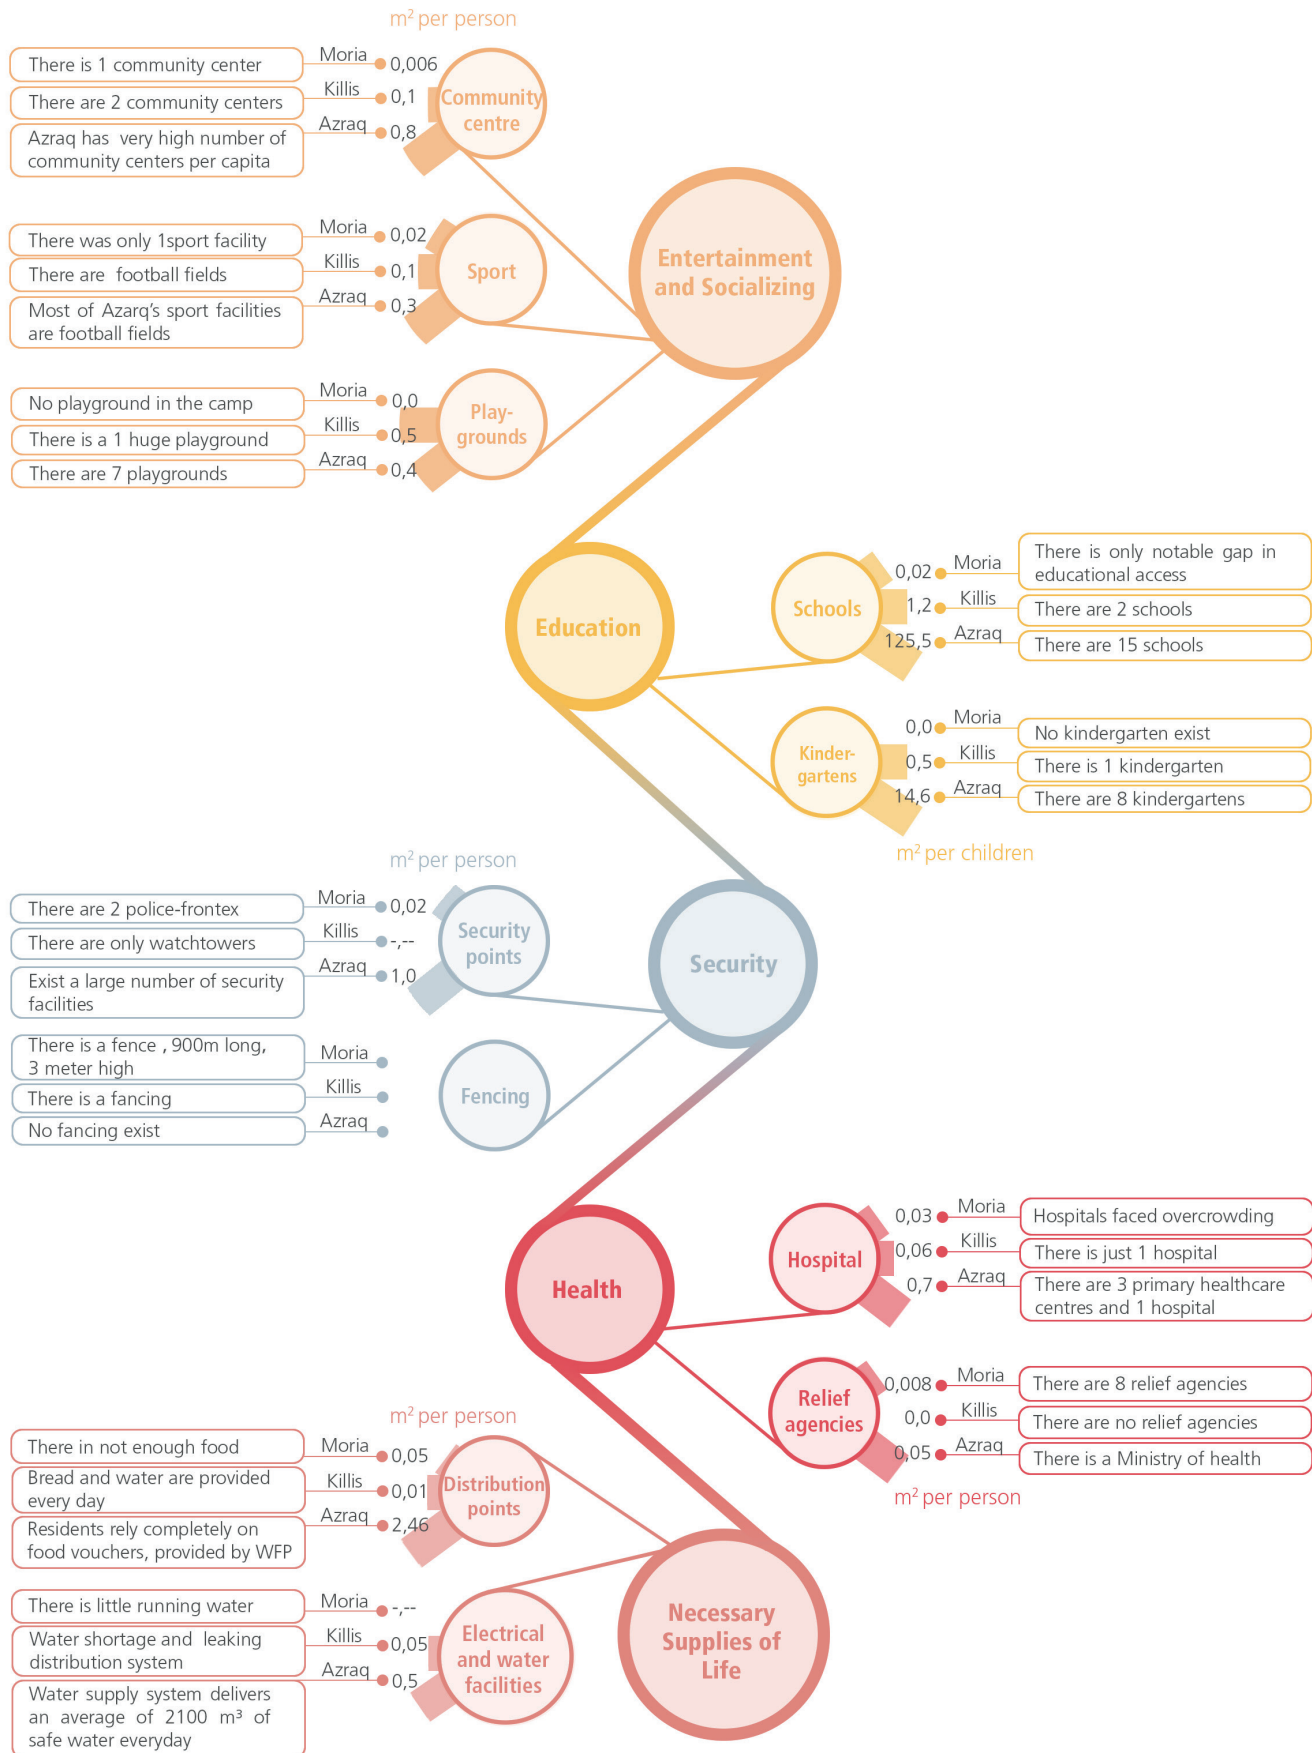 m² per person
Moria
There is 1 community center
0,006
Killis
There are 2 community centers
0,1
Azraq
Azraq has very high number of
community centers per capita
0,8
Community
centre
Moria
There was only 1sport facility
0,02
Killis
There are football fields
0,1
Azraq
Most of Azarq's sport facilities
are football fields
0,3
Sport
Entertainment
and Socializing
Moria
No playground in the camp
0,0
Killis
There is a 1 huge playground
0,5
Azraq
There are 7 playgrounds
0,4
Play-
grounds
Education
Schools
0,02
Moria
There is only notable gap in
educational access
1,2
Killis
There are 2 schools
125,5
Azraq
There are 15 schools
Kinder-
gartens
0,0
Moria
No kindergarten exist
0,5
Killis
There is 1 kindergarten
14,6
Azraq
There are 8 kindergartens
m² per children
m² per person
Moria
There are 2 police-frontex
0,02
Killis
There are only watchtowers
-,--
Azraq
Exist a large number of security
facilities
1,0
Security
points
Security
Moria
There is a fence , 900m long,
3 meter high
Killis
There is a fancing
Azraq
No fancing exist
Fencing
Health
Hospital
0,03
Moria
Hospitals faced overcrowding
0,06
Killis
There is just 1 hospital
0,7
Azraq
There are 3 primary healthcare
centres and 1 hospital
Relief
agencies
0,008
Moria
There are 8 relief agencies
0,0
Killis
There are no relief agencies
0,05
Azraq
There is a Ministry of health
m² per person
m² per person
Moria
There in not enough food
0,05
Killis
Bread and water are provided
every day
0,01
Azraq
Residents rely completely on
food vouchers, provided by WFP
2,46
Distribution
points
Moria
There is little running water
-,--
Killis
Water shortage and leaking
distribution system
0,05
Azraq
Water supply system delivers
an average of 2100 m³ of
safe water everyday
0,5
Electrical
and water
facilities
Necessary
Supplies of
Life